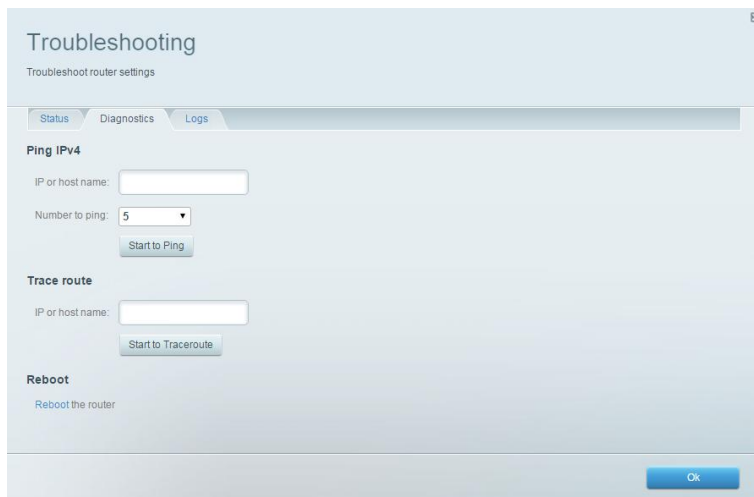 Troubleshooting
Troubleshoot router settings
Status Diagnostics Logs
Ping IPv4
IP or host name:
Number to ping: 5
Start to Ping
Trace route
IP or host name:
Start to Traceroute
Reboot
Reboot the router
Ok